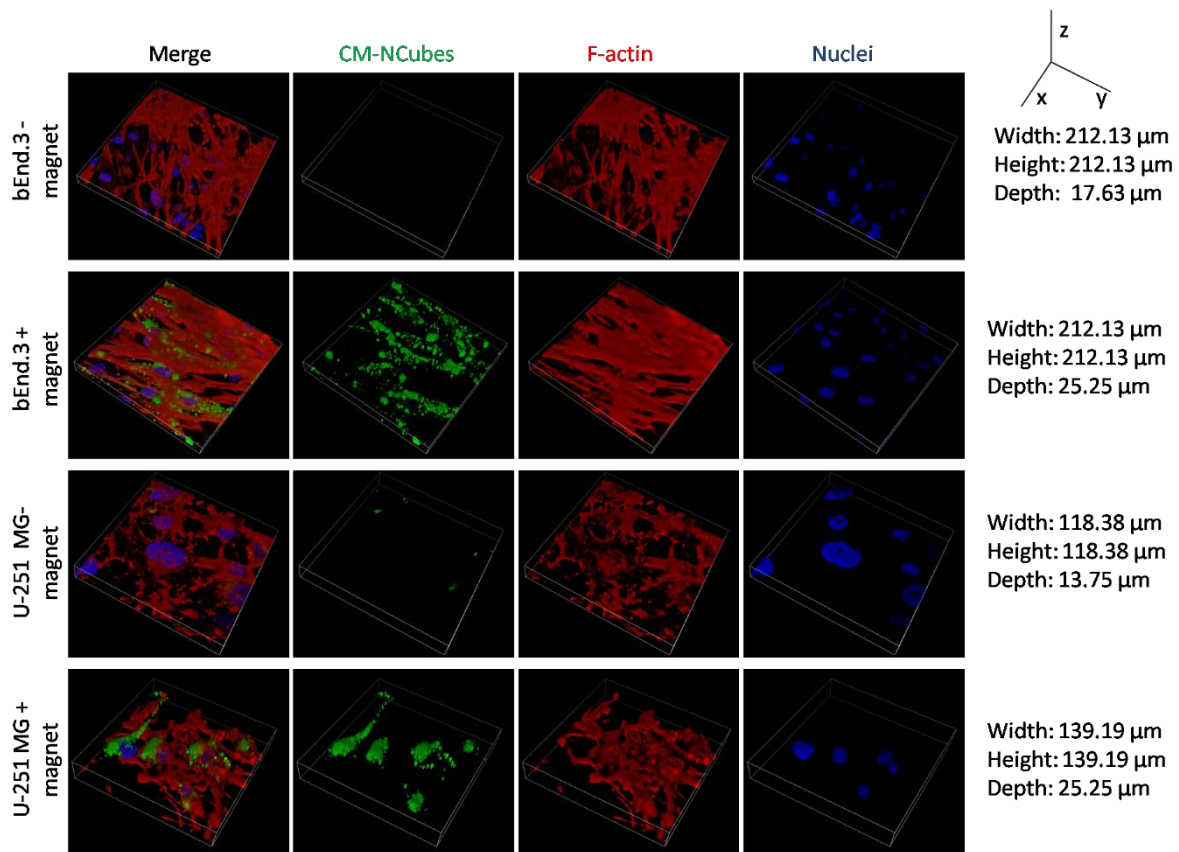 Merge
CM-NCubes
F-actin
Nuclei
z
x
y
bEnd.3 -
magnet
Width: 212.13 µm
Height: 212.13 µm
Depth: 17.63 µm
bEnd.3 +
magnet
Width: 212.13 µm
Height: 212.13 µm
Depth: 25.25 µm
U-251 MG-
magnet
Width: 118.38 µm
Height: 118.38 µm
Depth: 13.75 µm
U-251 MG +
magnet
Width: 139.19 µm
Height: 139.19 µm
Depth: 25.25 µm